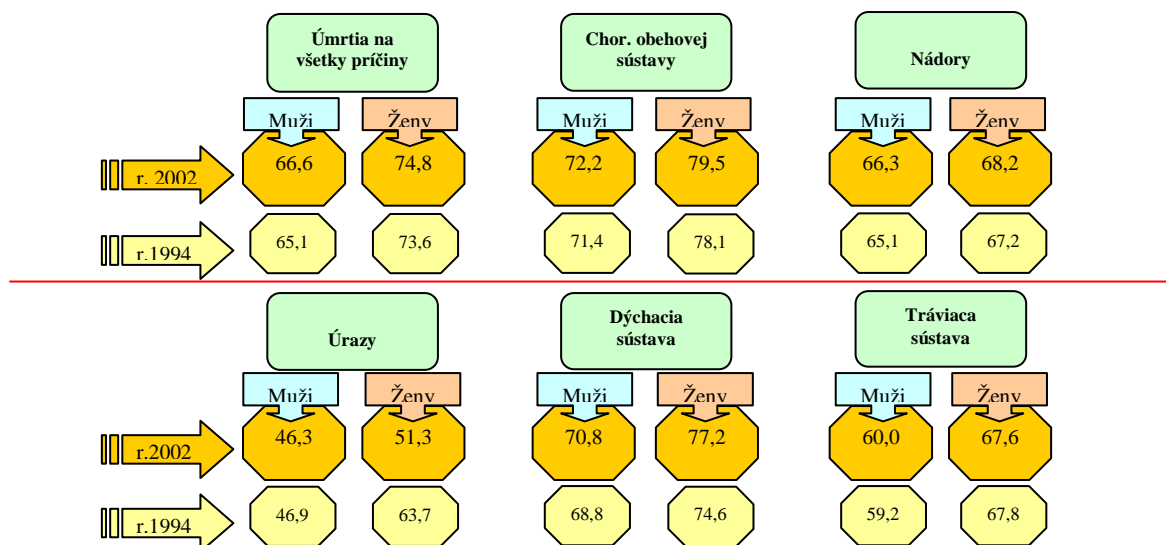 Úmrtia na
všetky príčiny
Chor. obehovej
sústavy
Nádory
Muži Ženy Muži Ženy Muži Ženy
r. 2002 66,6 74,8 72,2 79,5 66,3 68,2
r.1994 65,1 73,6 71,4 78,1 65,1 67,2
Úrazy
Dýchacia
sústava
Tráviaca
sústava
Muži Ženy Muži Ženy Muži Ženy
r.2002 46,3 51,3 70,8 77,2 60,0 67,6
r.1994 46,9 63,7 68,8 74,6 59,2 67,8